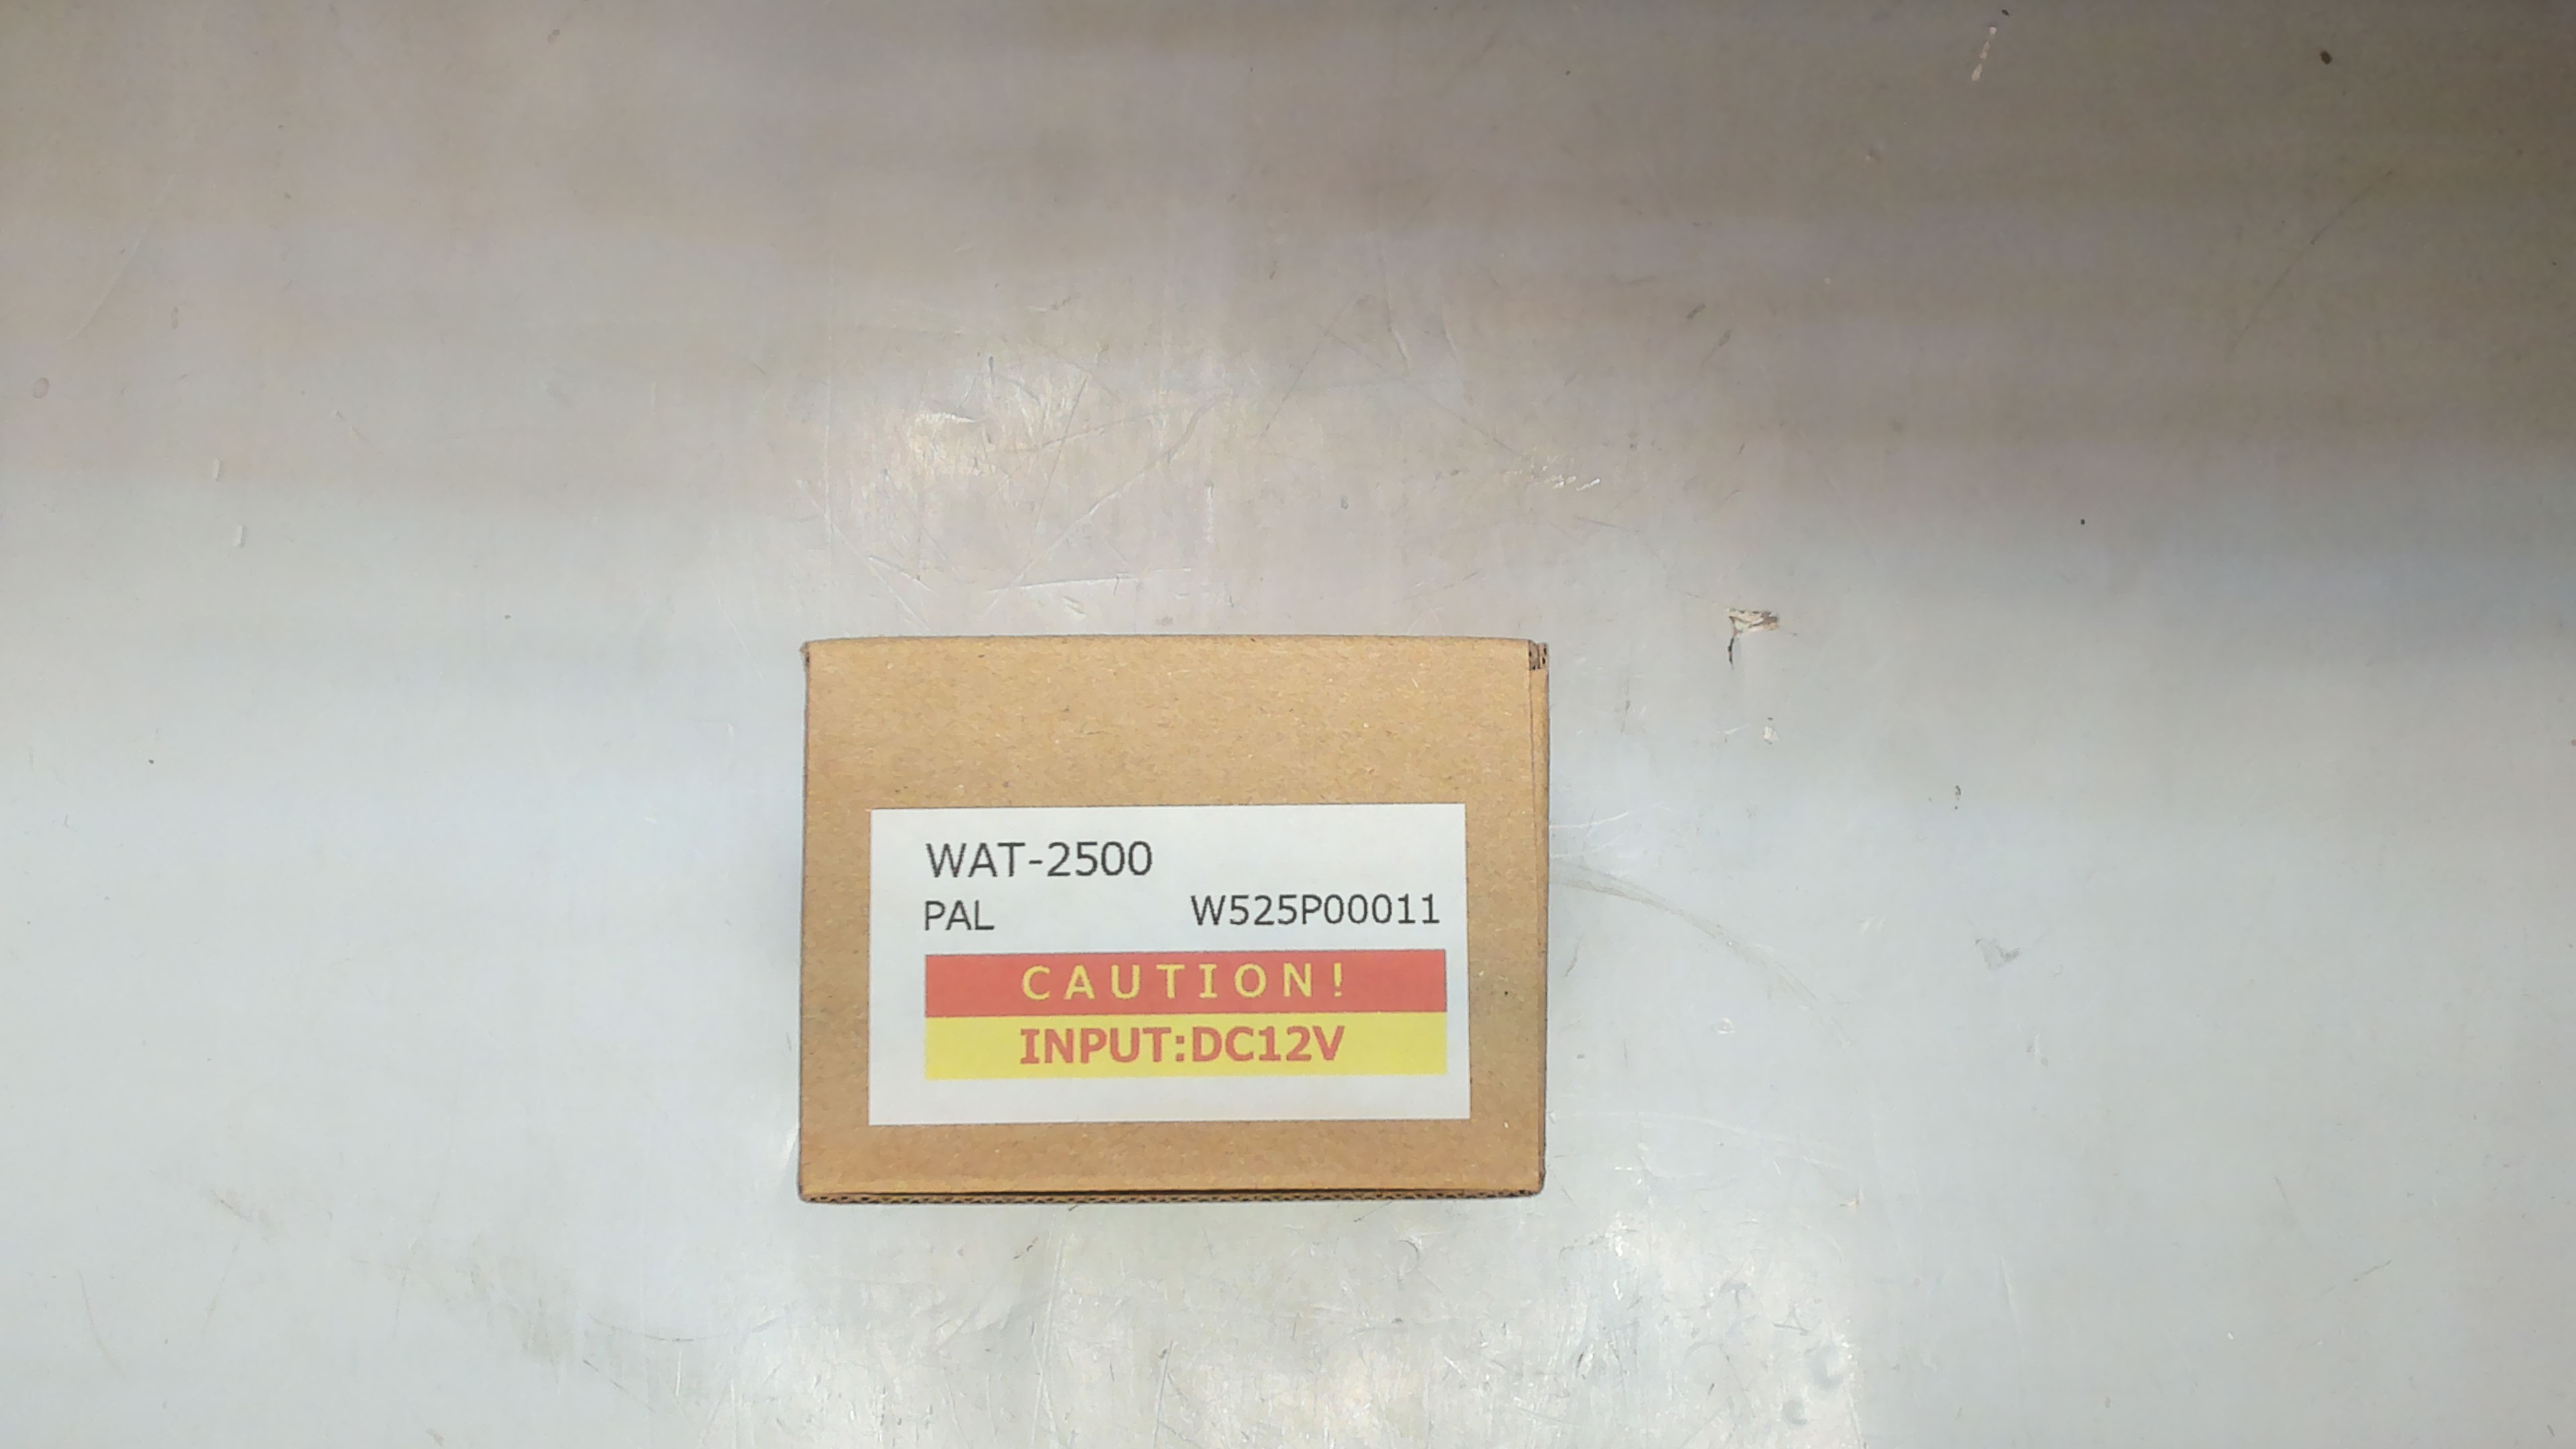 WAT-2500
PAL W525P00011
CAUTION!
INPUT:DC12V